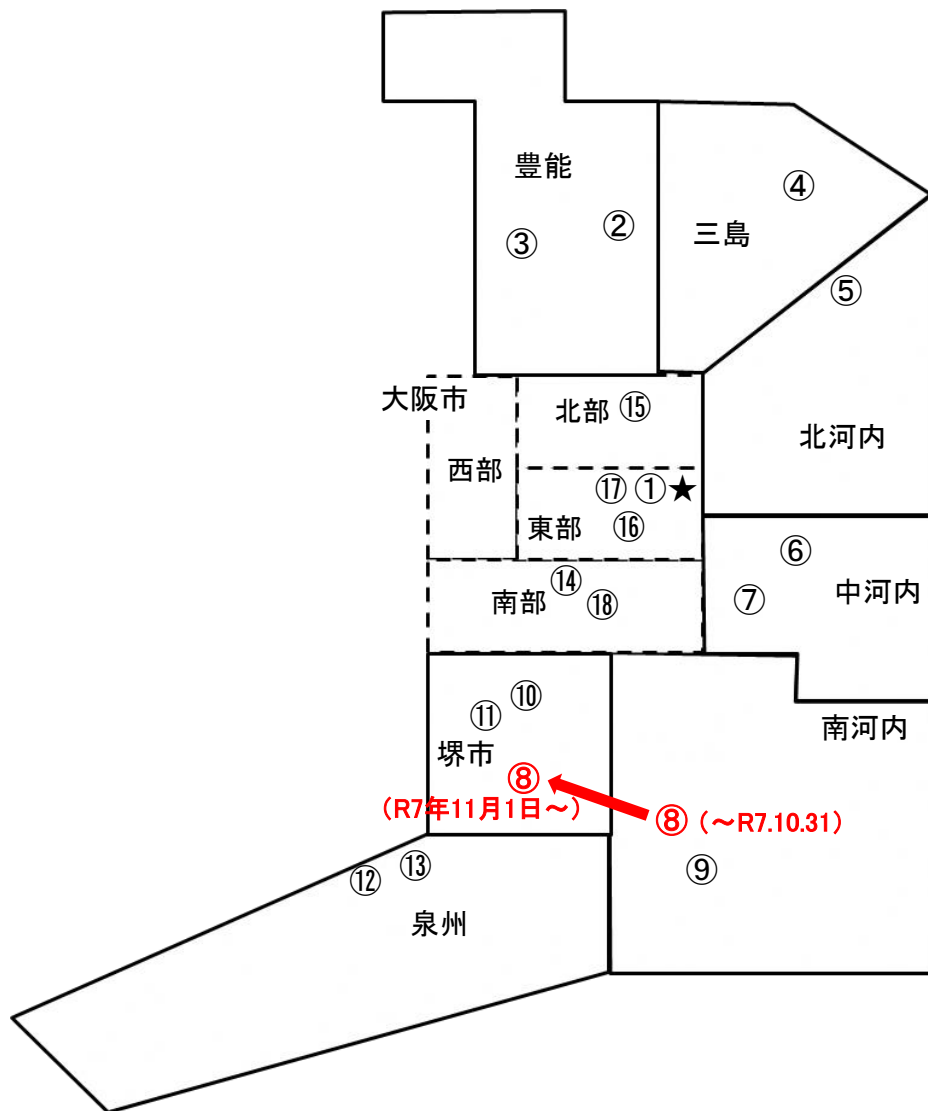 豊能
④
②
三島
③
⑤
大阪市
北部 ⑮
北河内
西部
⑰ ①★
東部 ⑯
⑥
⑭
中河内
南部 ⑱
⑦
⑩
⑪
南河内
堺市
⑧
(R7年11月1日~)
⑧ (~R7.10.31)
⑬
⑨
⑫
泉州